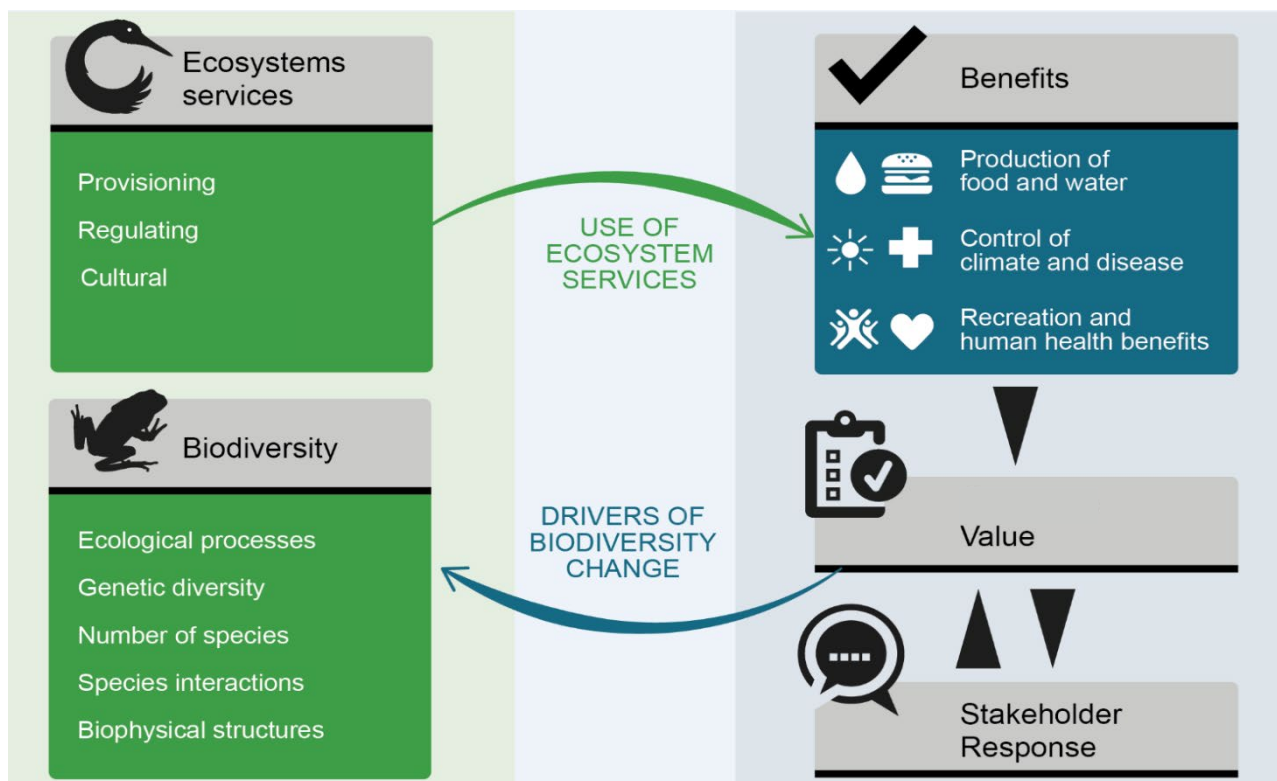 Ecosystems
services
Provisioning
Regulating
Cultural
Biodiversity
Ecological processes
Genetic diversity
Number of species
Species interactions
Biophysical structures
USE OF
ECOSYSTEM
SERVICES
DRIVERS OF
BIODIVERSITY
CHANGE
Benefits
Production of
food and water
Control of
climate and disease
Recreation and
human health benefits
Value
Stakeholder
Response